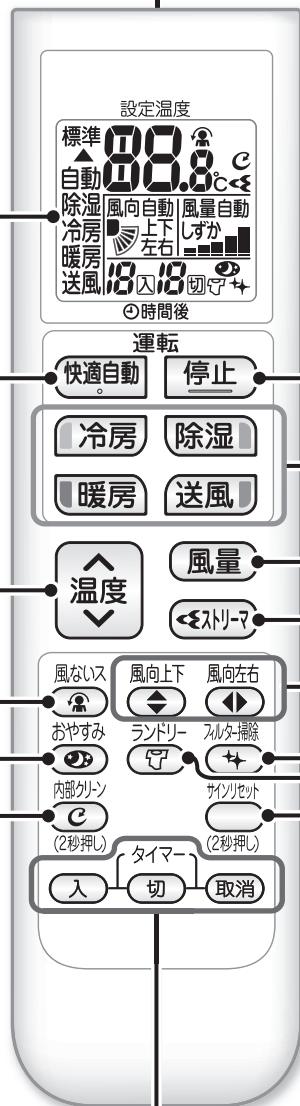 設定温度
標準
自動 88.8℃
除湿 風向自動 風量自動
冷房 上下 しずか
暖房 左右
送風 18入 18切
時間後
運転
快適自動 停止
冷房 除湿
暖房 送風
風量
温度
ストリーマ
風ないス 風向上下 風向左右
おやすみ ランドリー フィルター掃除
内部クリーン サインリセット
(2秒押し) (2秒押し)
タイマー
入 切 取消